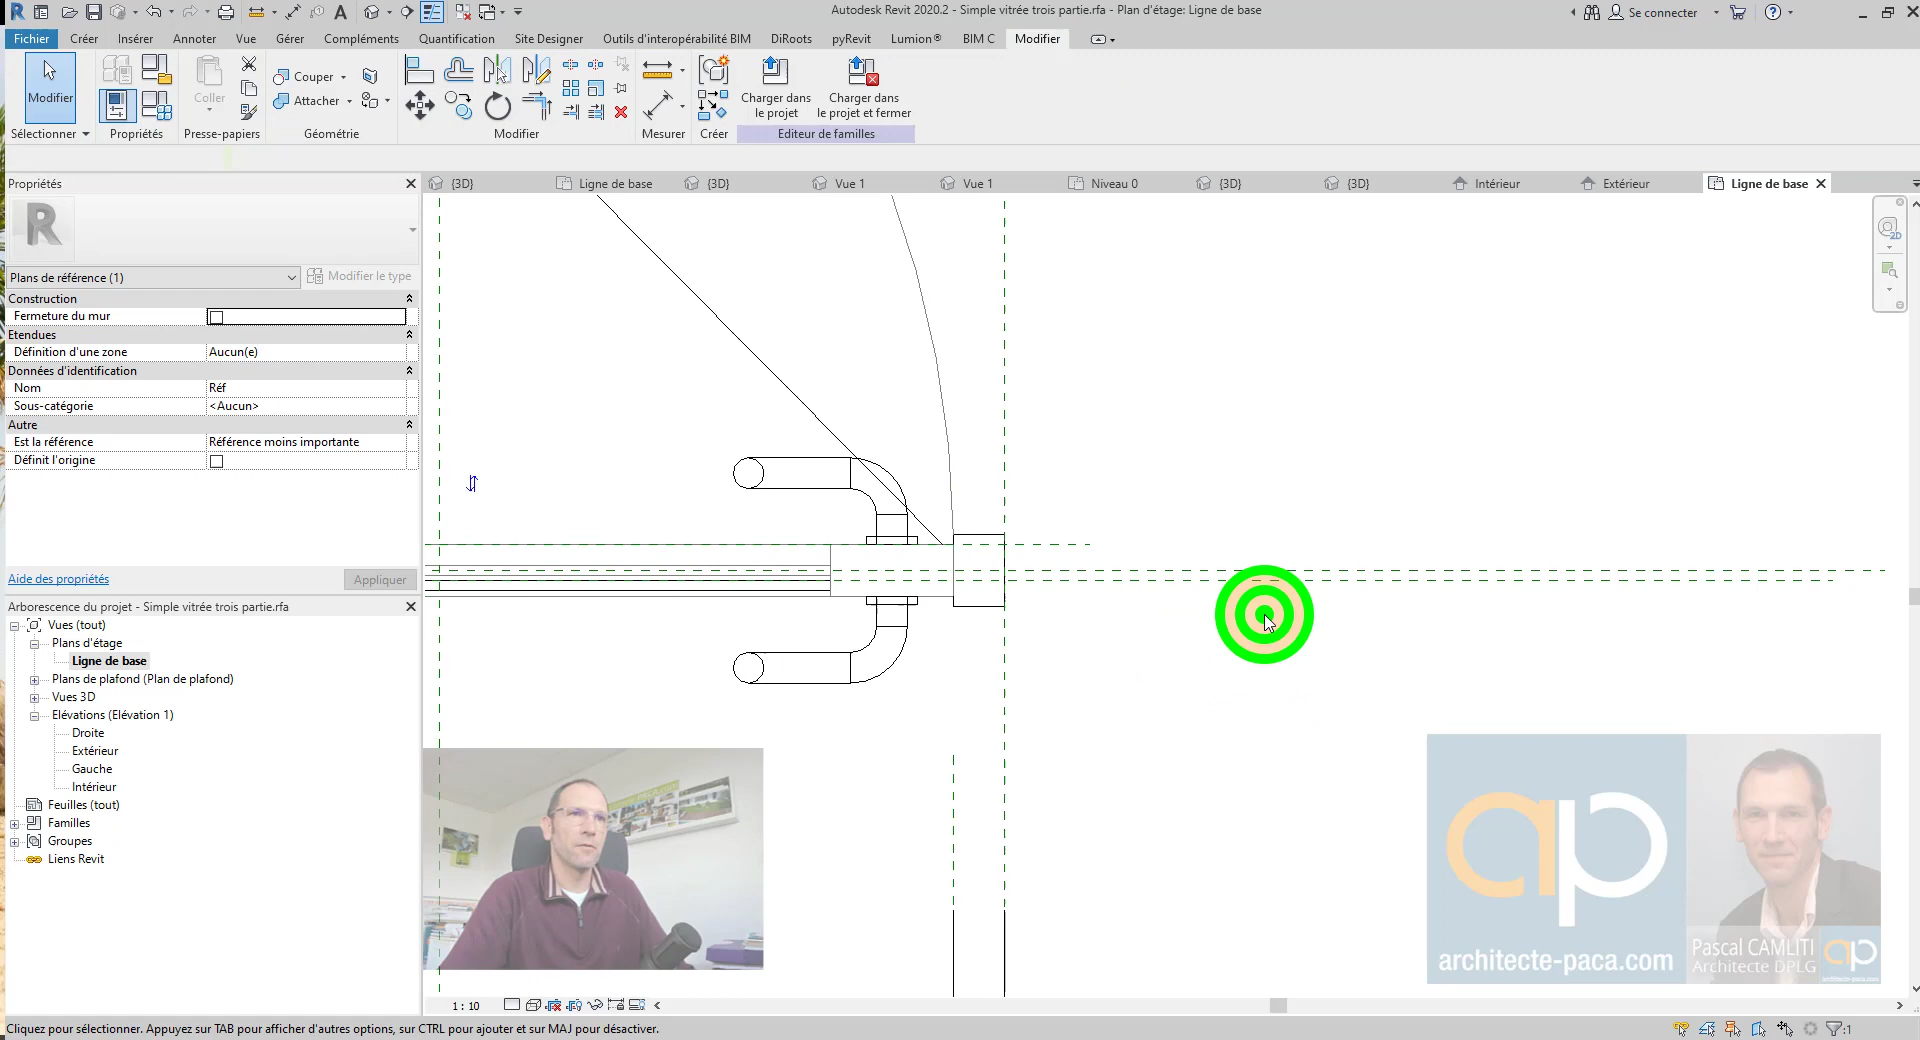 Autodesk Revit 2020.2 - Simple vitrée trois partie.rfa - Plan d'étage: Ligne de base
Se connecter
Fichier
Créer
Insérer
Annoter
Vue
Gérer
Compléments
Quantification
Site Designer
Outils d'interopérabilité BIM
DiRoots
pyRevit
Lumion®
BIM C
Modifier
Modifier
Coller
Couper
Attacher
Charger dans
le projet
Charger dans
le projet et fermer
Sélectionner
Propriétés
Presse-papiers
Géométrie
Modifier
Mesurer
Créer
Editeur de familles
Propriétés
{3D}
Ligne de base
{3D}
Vue 1
Vue 1
Niveau 0
{3D}
{3D}
Intérieur
Extérieur
Ligne de base
R
2D
Plans de référence (1)
Modifier le type
Construction
Fermeture du mur
Etendues
Définition d'une zone
Aucun(e)
Données d'identification
Nom
Réf
Sous-catégorie
<Aucun>
Autre
Est la référence
Référence moins importante
Définit l'origine
Aide des propriétés
Appliquer
Arborescence du projet - Simple vitrée trois partie.rfa
Vues (tout)
Plans d'étage
Ligne de base
Plans de plafond (Plan de plafond)
Vues 3D
Elévations (Elévation 1)
Droite
Extérieur
Gauche
Intérieur
Feuilles (tout)
Familles
Groupes
Liens Revit
ap
architecte-paca.com
Pascal CAMLITI
Architecte DPLG
ap
architecte-paca.com
1 : 10
Cliquez pour sélectionner. Appuyez sur TAB pour afficher d'autres options, sur CTRL pour ajouter et sur MAJ pour désactiver.
:1